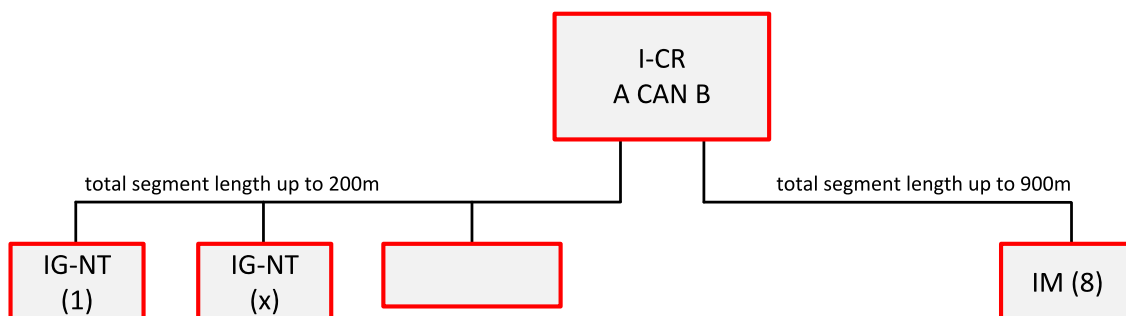 I-CR
A CAN B
total segment length up to 200m
total segment length up to 900m
IG-NT
(1)
IG-NT
(x)
IM (8)